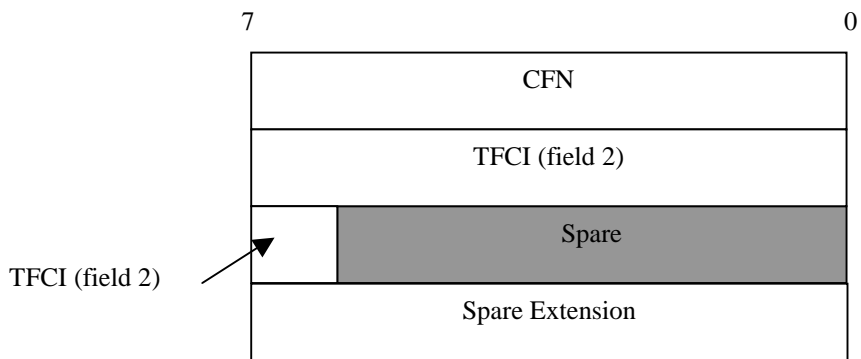 7 0
CFN
TFCI (field 2)
Spare
TFCI (field 2)
Spare Extension